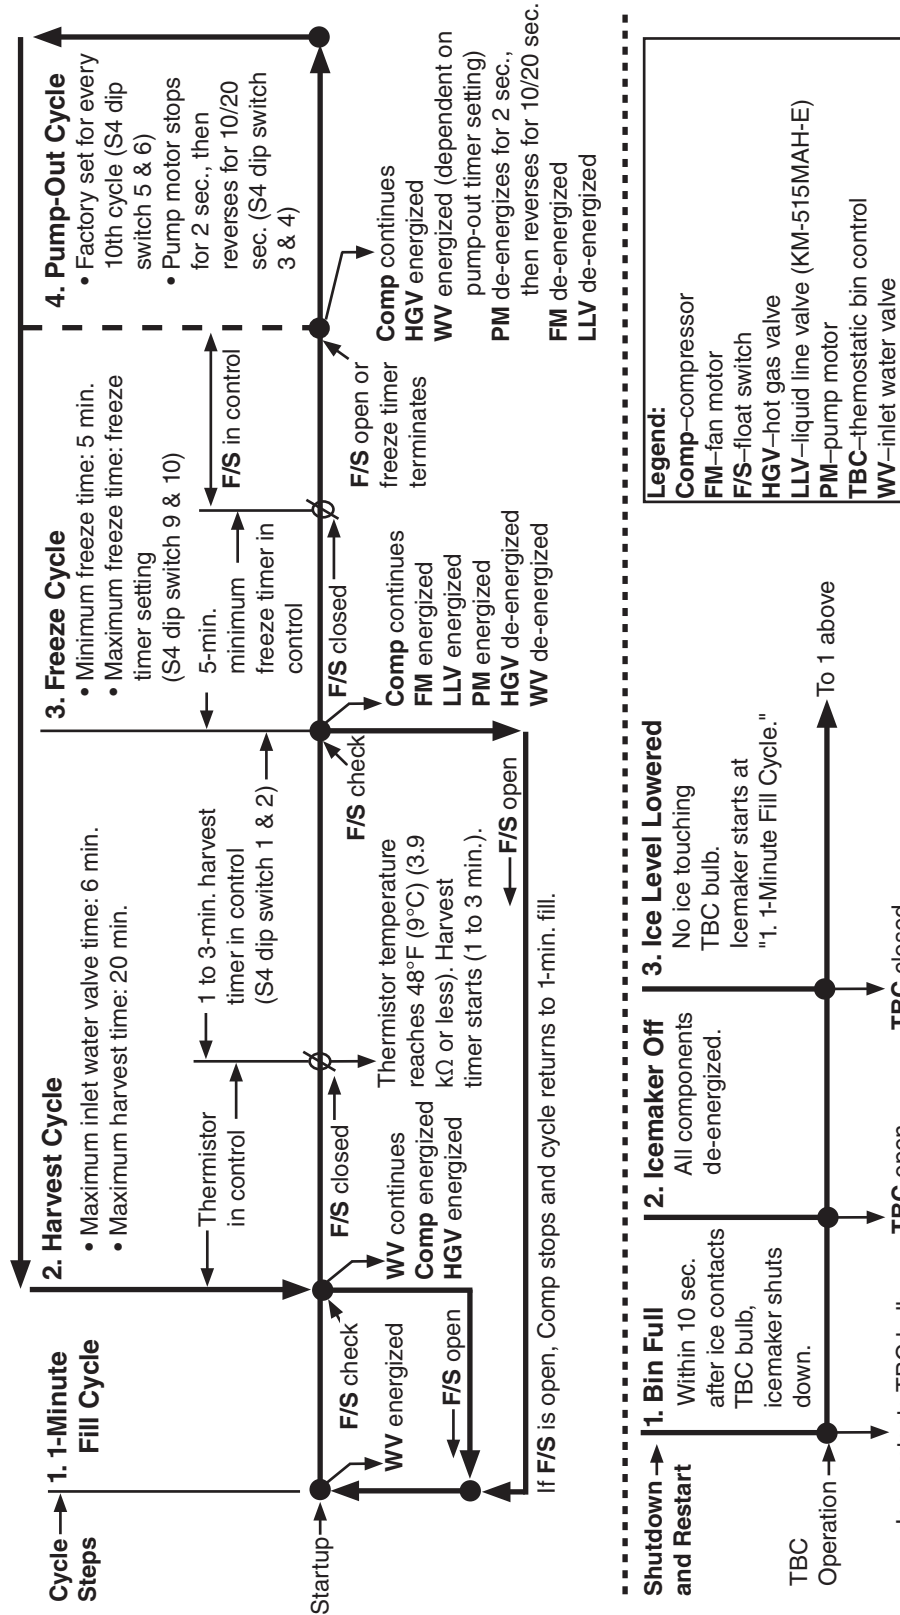 Cycle
Steps
1. 1-Minute
Fill Cycle
2. Harvest Cycle
• Maximum inlet water valve time: 6 min.
• Maximum harvest time: 20 min.
3. Freeze Cycle
• Minimum freeze time: 5 min.
• Maximum freeze time: freeze
timer setting
(S4 dip switch 9 & 10)
4. Pump-Out Cycle
• Factory set for every
10th cycle (S4 dip
switch 5 & 6)
• Pump motor stops
for 2 sec., then
reverses for 10/20
sec. (S4 dip switch
3 & 4)
Thermistor
in control
1 to 3-min. harvest
timer in control
(S4 dip switch 1 & 2)
5-min.
minimum
freeze timer in
control
F/S in control
Startup
F/S check
F/S closed
F/S check
F/S closed
F/S open or
freeze timer
terminates
WV energized
F/S open
WV continues
Comp energized
HGV energized
Thermistor temperature
reaches 48°F (9°C) (3.9
kΩ or less). Harvest
timer starts (1 to 3 min.).
F/S open
Comp continues
FM energized
LLV energized
PM energized
HGV de-energized
WV de-energized
Comp continues
HGV energized
WV energized (dependent on
pump-out timer setting)
PM de-energizes for 2 sec.,
then reverses for 10/20 sec.
FM de-energized
LLV de-energized
If F/S is open, Comp stops and cycle returns to 1-min. fill.
Shutdown
and Restart
1. Bin Full
Within 10 sec.
after ice contacts
TBC bulb,
icemaker shuts
down.
2. Icemaker Off
All components
de-energized.
3. Ice Level Lowered
No ice touching
TBC bulb.
Icemaker starts at
"1. 1-Minute Fill Cycle."
TBC
Operation
To 1 above
TBC open
TBC closed
Legend:
Comp–compressor
FM–fan motor
F/S–float switch
HGV–hot gas valve
LLV–liquid line valve (KM-515MAH-E)
PM–pump motor
TBC–themostatic bin control
WV–inlet water valve